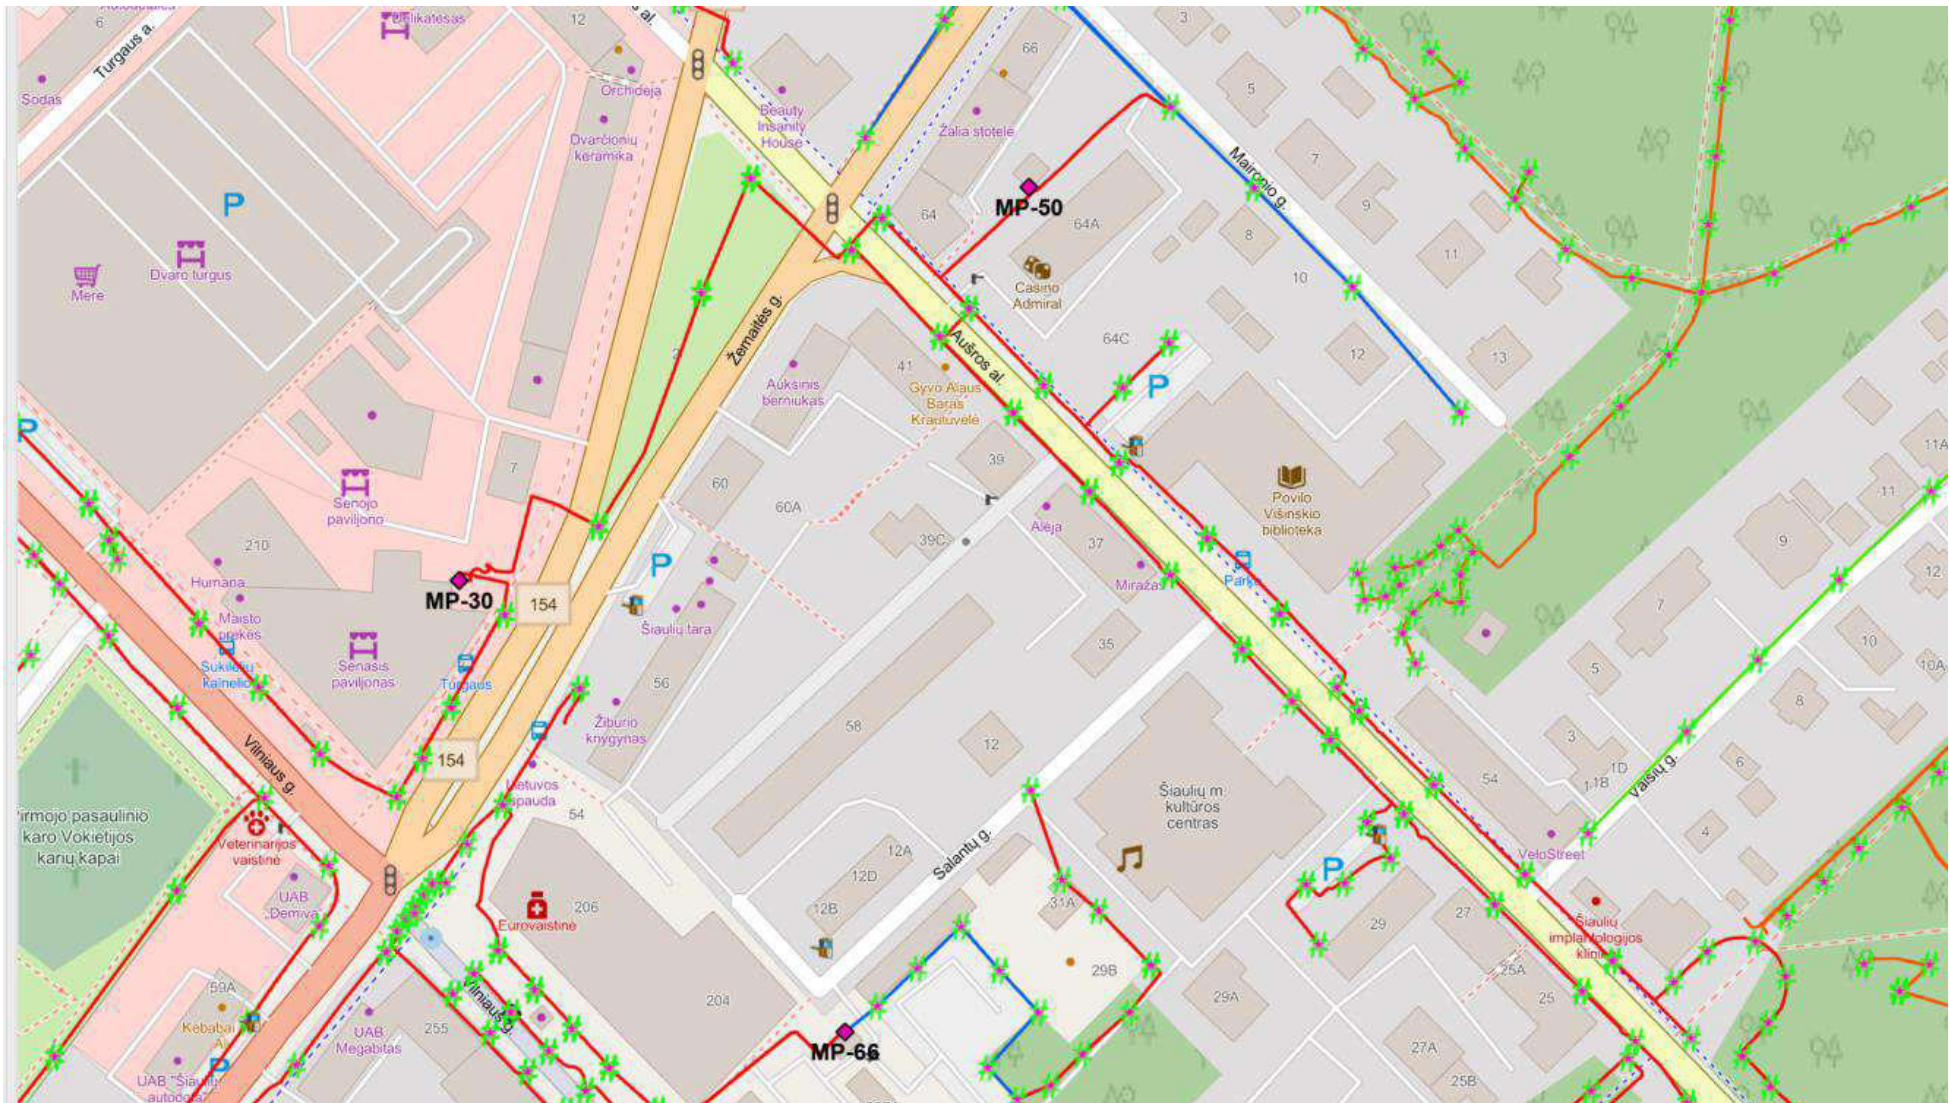 6
Turgaus a.
Delikatesas
12
Sodas
Orchideja
Dvarčionių
keramika
Beauty
Insanity
House
66
Žalia stotelė
3
5
7
9
11
Maironio g.
MP-50
64
64A
8
10
Mere
Dvaro turgus
P
Casino
Admiral
64C
12
13
Žemaitės g.
Aušros al.
Auksinis
berniukas
41
Gyvo Alaus
Baras
Krautuvėlė
P
P
7
60
39
60A
Senojo
paviljono
Povilo
Višinskio
biblioteka
11A
11
Alėja
39C
37
9
210
Humana
P
Miražas
12
MP-30
154
Maisto
prekės
Šiaulių tara
7
Sukilėlių
kalnelio
Senasis
paviljonas
Turgaus
35
5
10
10A
56
8
Žiburio
knygynas
58
12
3
Vilniaus g.
154
1D
1B
6
Vaisių g.
54
Lietuvos
spauda
54
Šiaulių m.
kultūros
centras
4
VeloStreet
Pirmojo pasaulinio
karo Vokietijos
karių kapai
Veterinarijos
vaistinė
12A
12D
Salantų g.
P
UAB
„Demiva"
206
Eurovaistinė
12B
31A
29
27
Šiaulių
implantologijos
klinika
59A
29B
25A
25
Kebabai
204
29A
Vilniaus g.
UAB
Megabitas
255
MP-66
27A
P
UAB "Šiaulių
autodoka"
25B